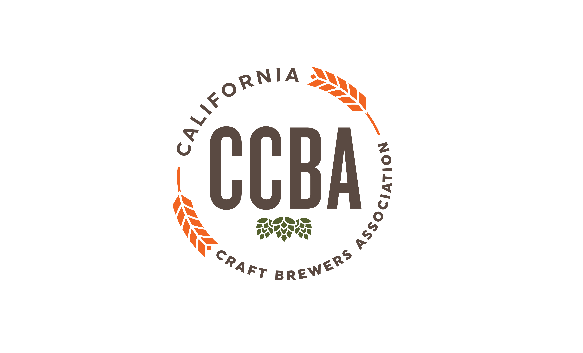 CALIFORNIA
CCBA
CRAFT BREWERS ASSOCIATION